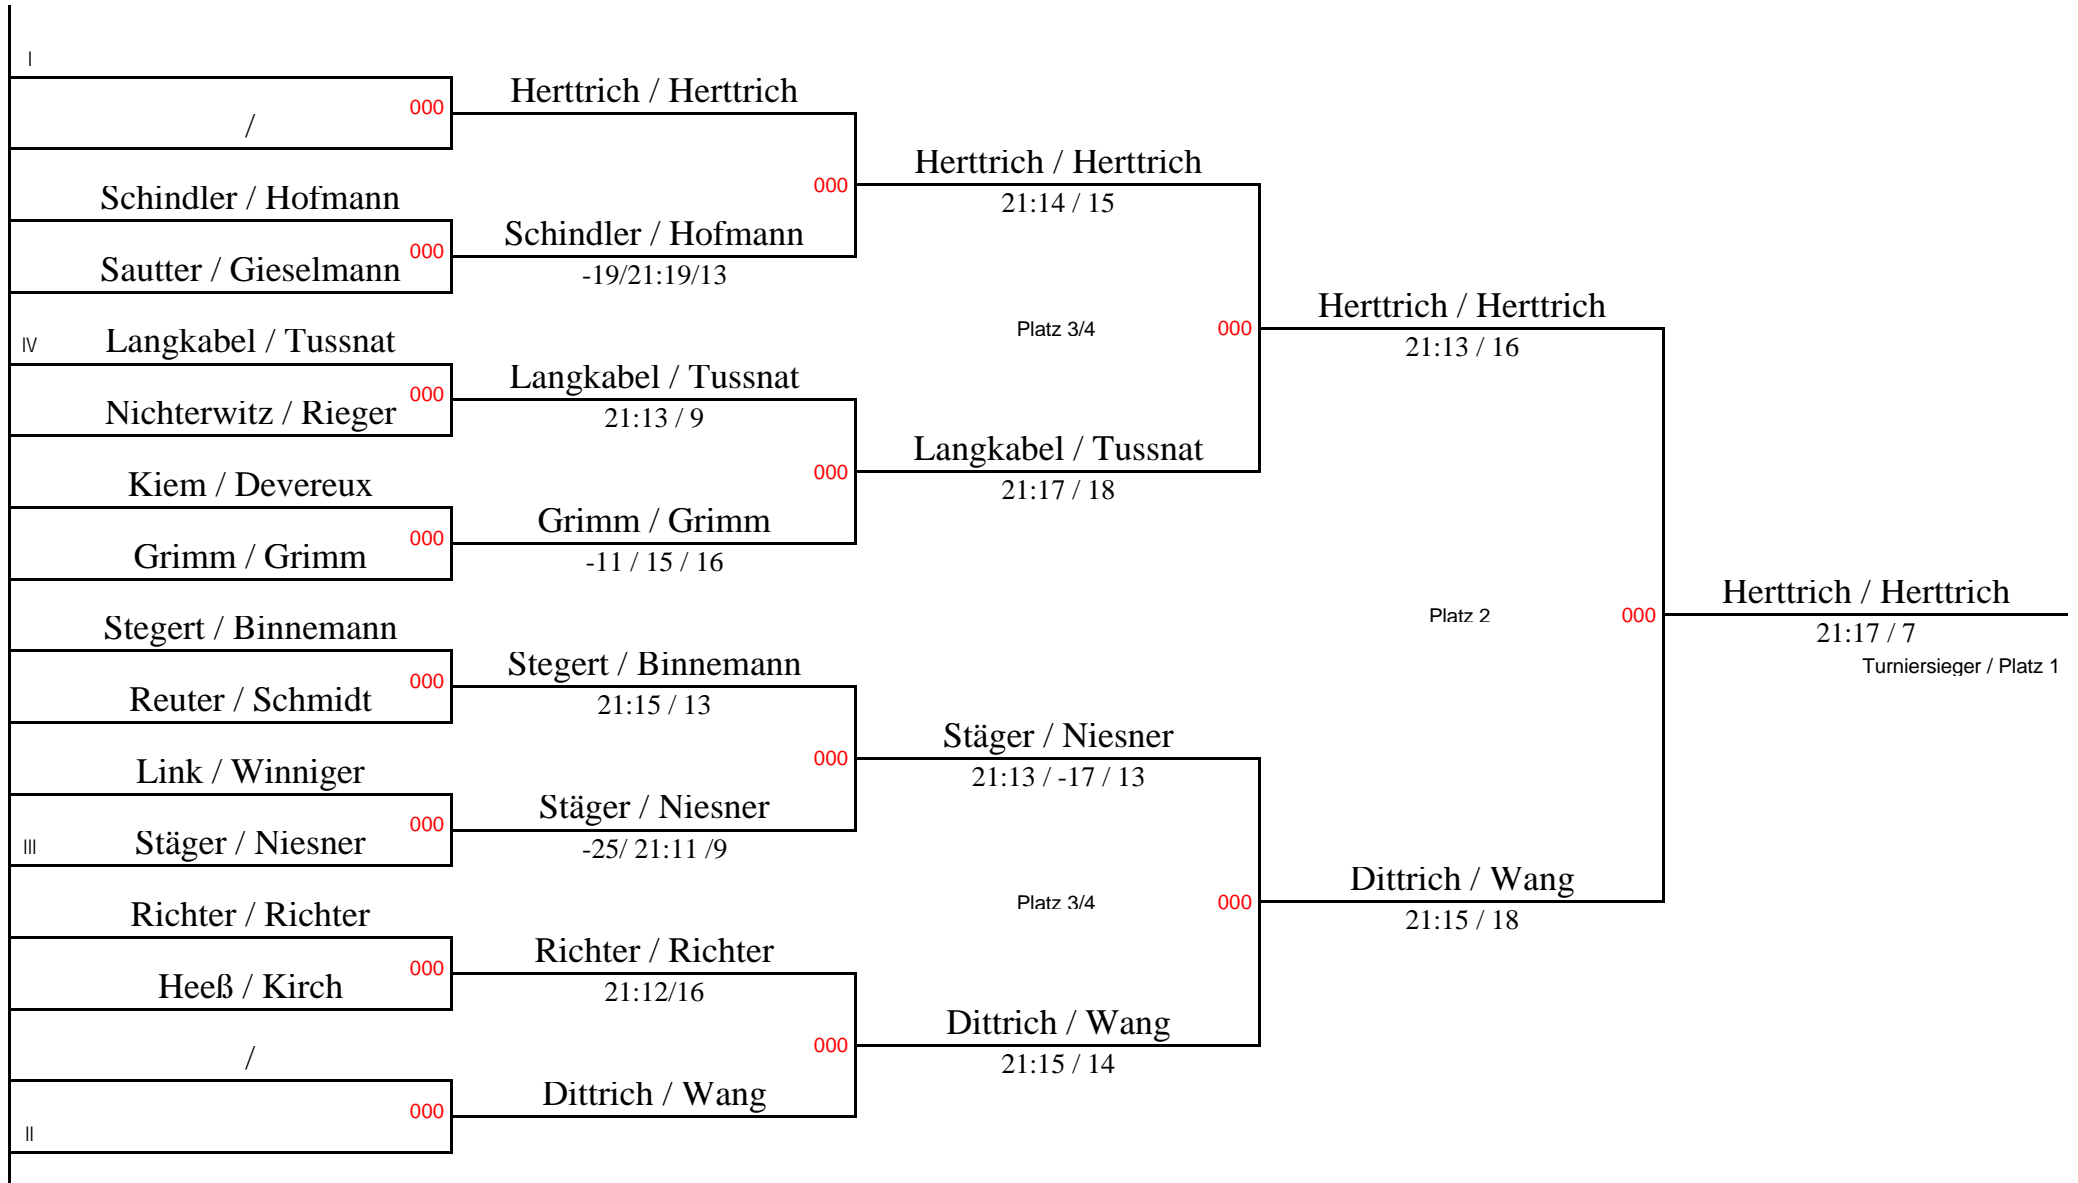 I
000
/
Herttrich / Herttrich
Schindler / Hofmann
000
Sautter / Gieselmann
Schindler / Hofmann
-19/21:19/13
000
Herttrich / Herttrich
21:14 / 15
IV
Langkabel / Tussnat
000
Nichterwitz / Rieger
Langkabel / Tussnat
21:13 / 9
Kiem / Devereux
000
Grimm / Grimm
Grimm / Grimm
-11 / 15 / 16
000
Langkabel / Tussnat
21:17 / 18
Platz 3/4
000
Herttrich / Herttrich
21:13 / 16
Stegert / Binnemann
000
Reuter / Schmidt
Stegert / Binnemann
21:15 / 13
Link / Winniger
000
III
Stäger / Niesner
Stäger / Niesner
-25/ 21:11 /9
000
Stäger / Niesner
21:13 / -17 / 13
Richter / Richter
000
Heeß / Kirch
Richter / Richter
21:12/16
/
000
II
Dittrich / Wang
000
Dittrich / Wang
21:15 / 14
Platz 3/4
000
Dittrich / Wang
21:15 / 18
Platz 2
000
Herttrich / Herttrich
21:17 / 7
Turniersieger / Platz 1